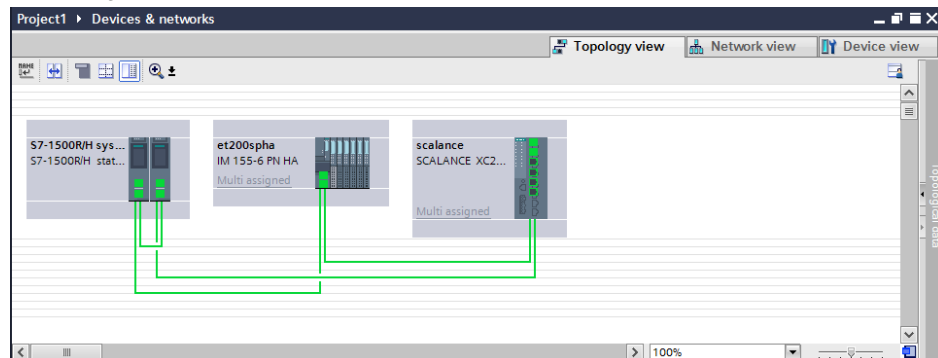 Project1 ▸ Devices & networks
Topology view
Network view
Device view
S7-1500R/H sys...
S7-1500R/H stat...
et200spha
IM 155-6 PN HA
Multi assigned
scalance
SCALANCE XC2...
Multi assigned
Topological data
100%